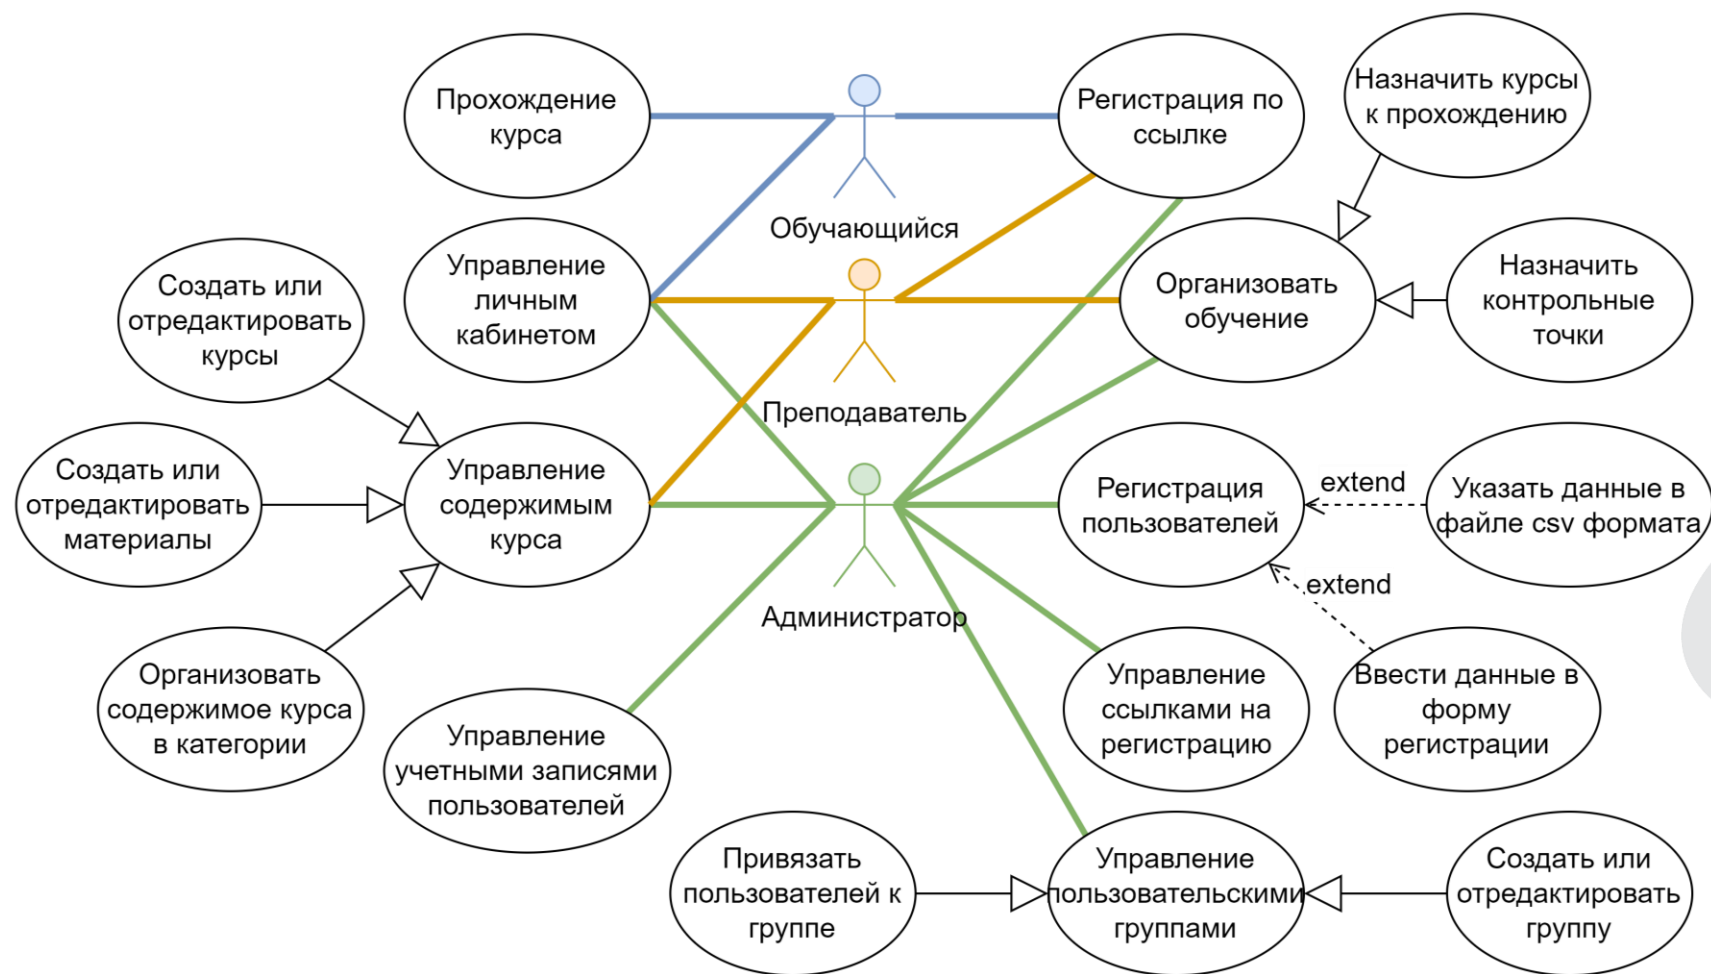 Прохождение
курса
Регистрация по
ссылке
Назначить курсы
к прохождению
Обучающийся
Создать или
отредактировать
курсы
Управление
личным
кабинетом
Организовать
обучение
Назначить
контрольные
точки
Преподаватель
Создать или
отредактировать
материалы
Управление
содержимым
курса
Регистрация
пользователей
extend
Указать данные в
файле csv формата
extend
Администратор
Организовать
содержимое курса
в категории
Управление
учетными записями
пользователей
Управление
ссылками на
регистрацию
Ввести данные в
форму
регистрации
Привязать
пользователей к
группе
Управление
пользовательскими
группами
Создать или
отредактировать
группу